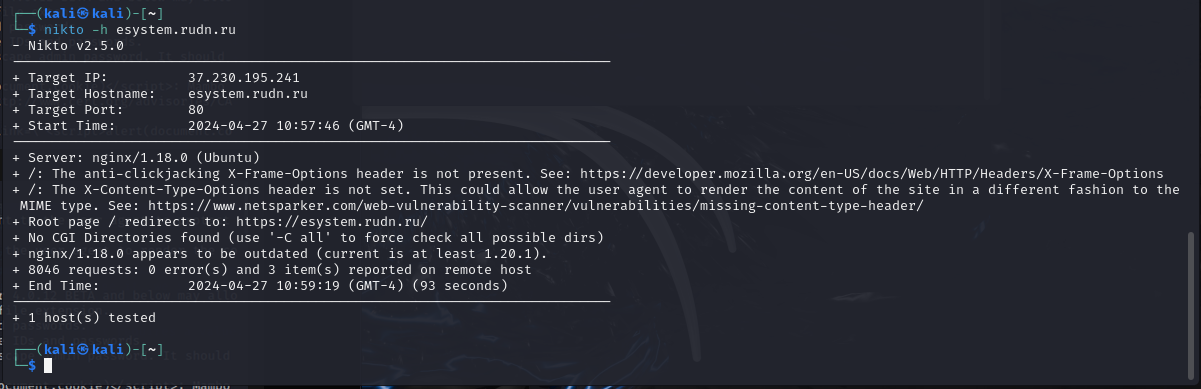 ┌──(kali㉿kali)-[~]
└─$ nikto -h esystem.rudn.ru
- Nikto v2.5.0
---------------------------------------------------------------------------
+ Target IP:          37.230.195.241
+ Target Hostname:    esystem.rudn.ru
+ Target Port:        80
+ Start Time:         2024-04-27 10:57:46 (GMT-4)
---------------------------------------------------------------------------
+ Server: nginx/1.18.0 (Ubuntu)
+ /: The anti-clickjacking X-Frame-Options header is not present. See: https://developer.mozilla.org/en-US/docs/Web/HTTP/Headers/X-Frame-Options
+ /: The X-Content-Type-Options header is not set. This could allow the user agent to render the content of the site in a different fashion to the
MIME type. See: https://www.netsparker.com/web-vulnerability-scanner/vulnerabilities/missing-content-type-header/
+ Root page / redirects to: https://esystem.rudn.ru/
+ No CGI Directories found (use '-C all' to force check all possible dirs)
+ nginx/1.18.0 appears to be outdated (current is at least 1.20.1).
+ 8046 requests: 0 error(s) and 3 item(s) reported on remote host
+ End Time:           2024-04-27 10:59:19 (GMT-4) (93 seconds)
---------------------------------------------------------------------------
+ 1 host(s) tested
┌──(kali㉿kali)-[~]
└─$